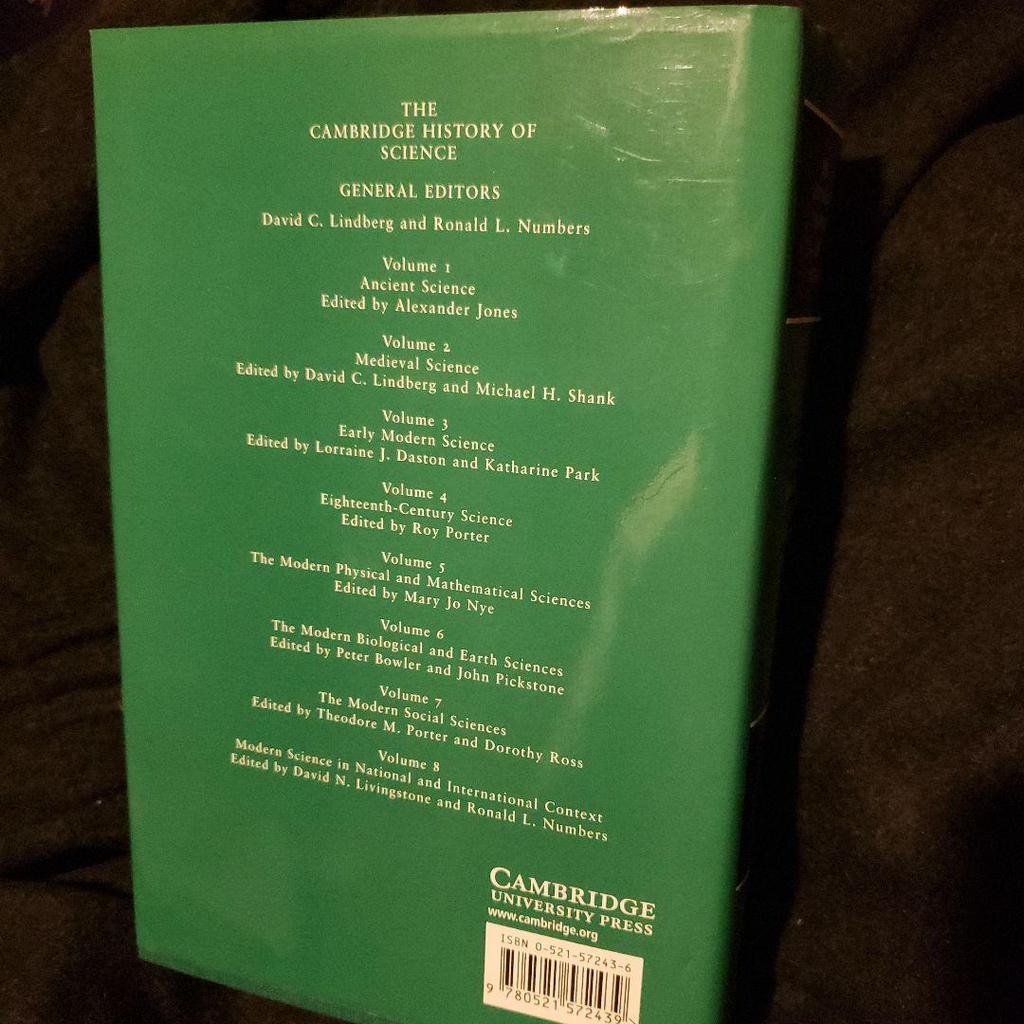 THE
CAMBRIDGE HISTORY OF
SCIENCE
GENERAL EDITORS
David C. Lindberg and Ronald L. Numbers
Volume 1
Ancient Science
Edited by Alexander Jones
Volume 2
Medieval Science
Edited by David C. Lindberg and Michael H. Shank
Volume 3
Early Modern Science
Edited by Lorraine J. Daston and Katharine Park
Volume 4
Eighteenth-Century Science
Edited by Roy Porter
Volume 5
The Modern Physical and Mathematical Sciences
Edited by Mary Jo Nye
Volume 6
The Modern Biological and Earth Sciences
Edited by Peter Bowler and John Pickstone
Volume 7
The Modern Social Sciences
Edited by Theodore M. Porter and Dorothy Ross
Volume 8
Modern Science in National and International Context
Edited by David N. Livingstone and Ronald L. Numbers
CAMBRIDGE
UNIVERSITY PRESS
www.cambridge.org
ISBN 0-521-57243-6
9 780521 572439